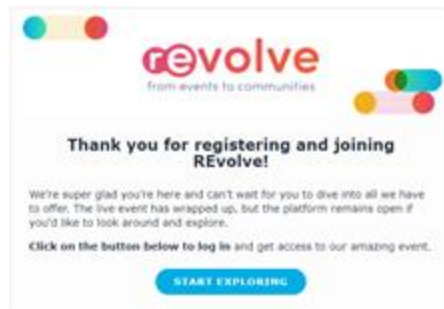 revolve
from events to communities
Thank you for registering and joining
REvolve!
We're super glad you're here and can't wait for you to dive into all we have
to offer. The live event has wrapped up, but the platform remains open if
you'd like to look around and explore.
Click on the button below to log in and get access to our amazing event.
START EXPLORING